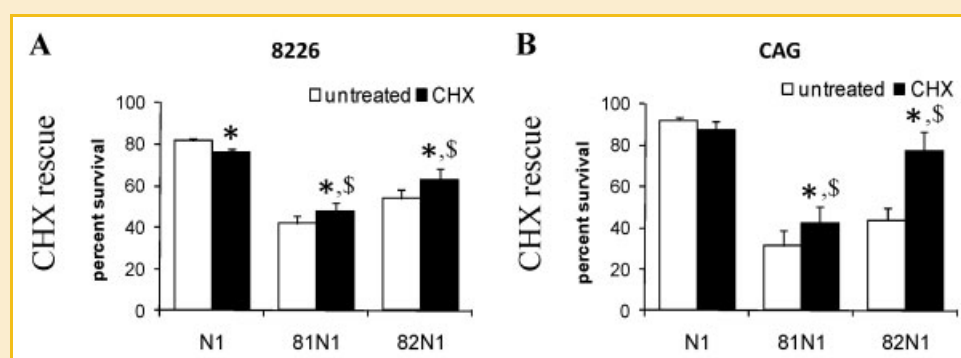 A
8226
CHX rescue
percent survival
untreated CHX
100
80
60
40
20
0
*
*,$
*,$
N1 81N1 82N1
B
CAG
CHX rescue
percent survival
untreated CHX
100
80
60
40
20
0
*,$
*,$
N1 81N1 82N1